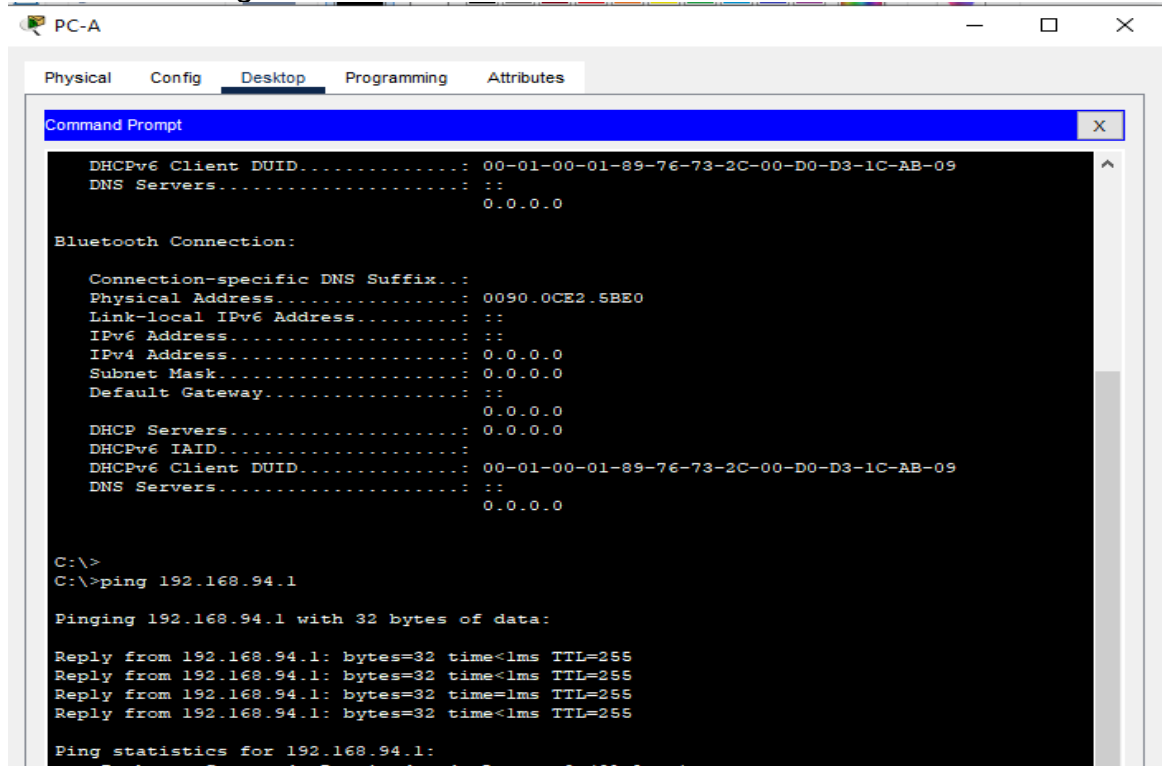 PC-A
Physical Config Desktop Programming Attributes
Command Prompt
X
DHCPv6 Client DUID..............: 00-01-00-01-89-76-73-2C-00-D0-D3-1C-AB-09
DNS Servers.....................: ::
0.0.0.0
Bluetooth Connection:
Connection-specific DNS Suffix..:
Physical Address................: 0090.0CE2.5BE0
Link-local IPv6 Address.........: ::
IPv6 Address....................: ::
IPv4 Address....................: 0.0.0.0
Subnet Mask.....................: 0.0.0.0
Default Gateway.................: ::
0.0.0.0
DHCP Servers....................: 0.0.0.0
DHCPv6 IAID.....................:
DHCPv6 Client DUID..............: 00-01-00-01-89-76-73-2C-00-D0-D3-1C-AB-09
DNS Servers.....................: ::
0.0.0.0
C:\>
C:\>ping 192.168.94.1
Pinging 192.168.94.1 with 32 bytes of data:
Reply from 192.168.94.1: bytes=32 time<1ms TTL=255
Reply from 192.168.94.1: bytes=32 time<1ms TTL=255
Reply from 192.168.94.1: bytes=32 time=1ms TTL=255
Reply from 192.168.94.1: bytes=32 time<1ms TTL=255
Ping statistics for 192.168.94.1: